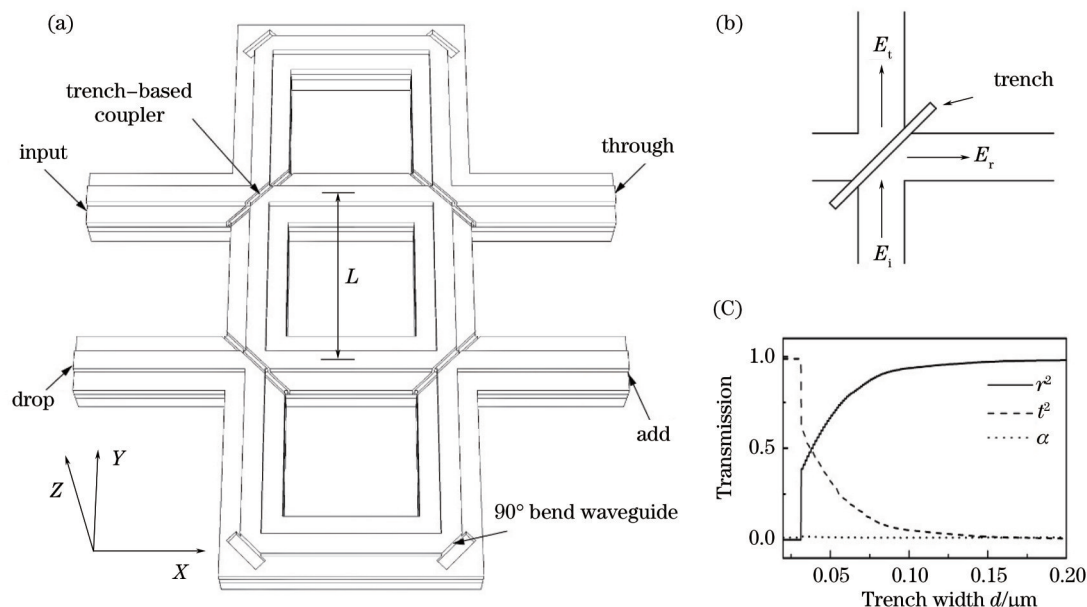 (a)
trench-based
coupler
input
through
L
drop
add
Y
Z
X
90° bend waveguide
(b)
E_t
trench
E_r
E_i
(C)
1.0
0.5
0.0
Transmission
r²
t²
α
0.05 0.10 0.15 0.20
Trench width d/μm